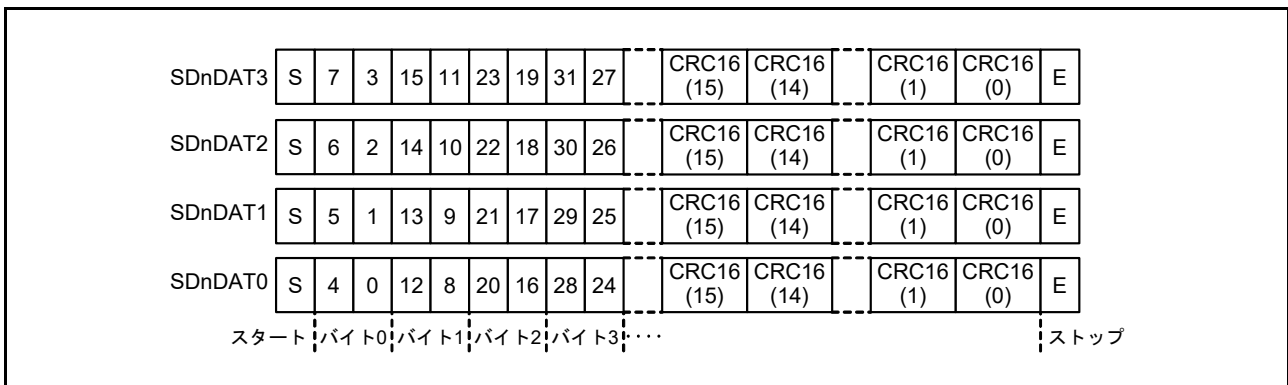 SDnDAT3 S 7 3 15 11 23 19 31 27 CRC16 (15) CRC16 (14) CRC16 (1) CRC16 (0) E
SDnDAT2 S 6 2 14 10 22 18 30 26 CRC16 (15) CRC16 (14) CRC16 (1) CRC16 (0) E
SDnDAT1 S 5 1 13 9 21 17 29 25 CRC16 (15) CRC16 (14) CRC16 (1) CRC16 (0) E
SDnDAT0 S 4 0 12 8 20 16 28 24 CRC16 (15) CRC16 (14) CRC16 (1) CRC16 (0) E
スタート バイト0 バイト1 バイト2 バイト3 ···· ストップ